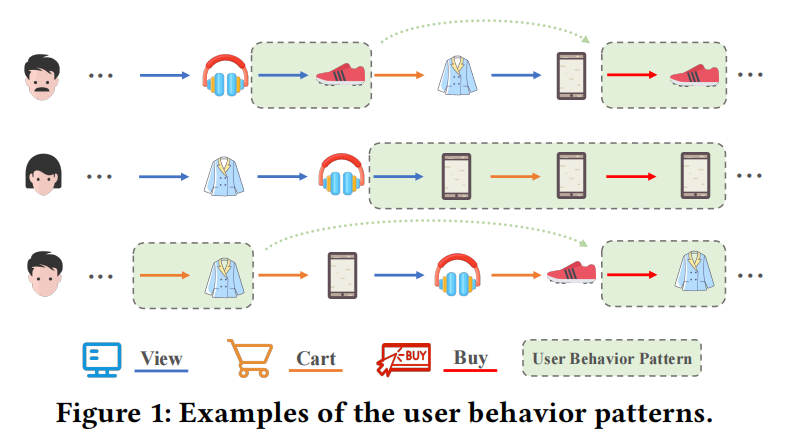 ...
...
...
View
Cart
BUY
Buy
User Behavior Pattern
Figure 1: Examples of the user behavior patterns.